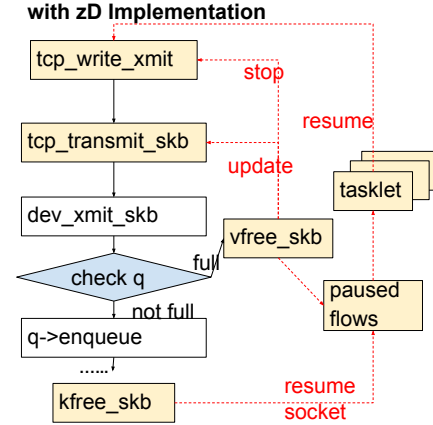 with zD Implementation
tcp_write_xmit
stop
resume
tcp_transmit_skb
update
tasklet
dev_xmit_skb
vfree_skb
full
check q
paused
flows
not full
q->enqueue
......
kfree_skb
resume
socket